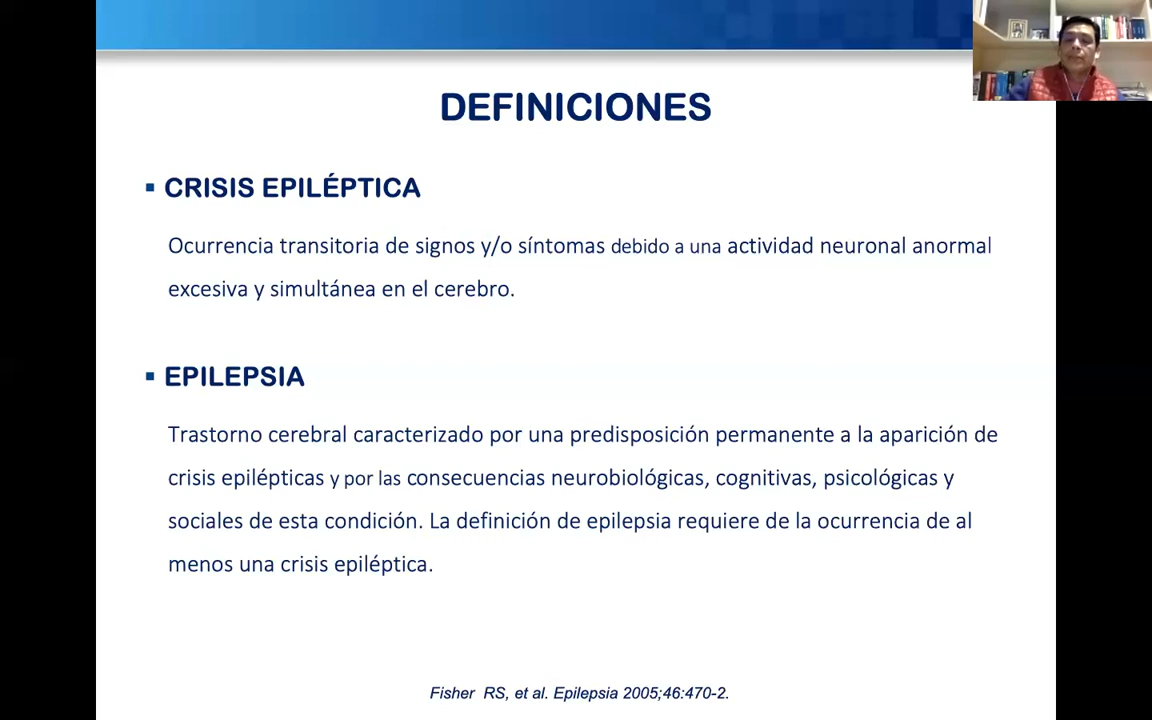 DEFINICIONES
▪ CRISIS EPILÉPTICA
Ocurrencia transitoria de signos y/o síntomas debido a una actividad neuronal anormal
excesiva y simultánea en el cerebro.
▪ EPILEPSIA
Trastorno cerebral caracterizado por una predisposición permanente a la aparición de
crisis epilépticas y por las consecuencias neurobiológicas, cognitivas, psicológicas y
sociales de esta condición. La definición de epilepsia requiere de la ocurrencia de al
menos una crisis epiléptica.
Fisher RS, et al. Epilepsia 2005;46:470-2.